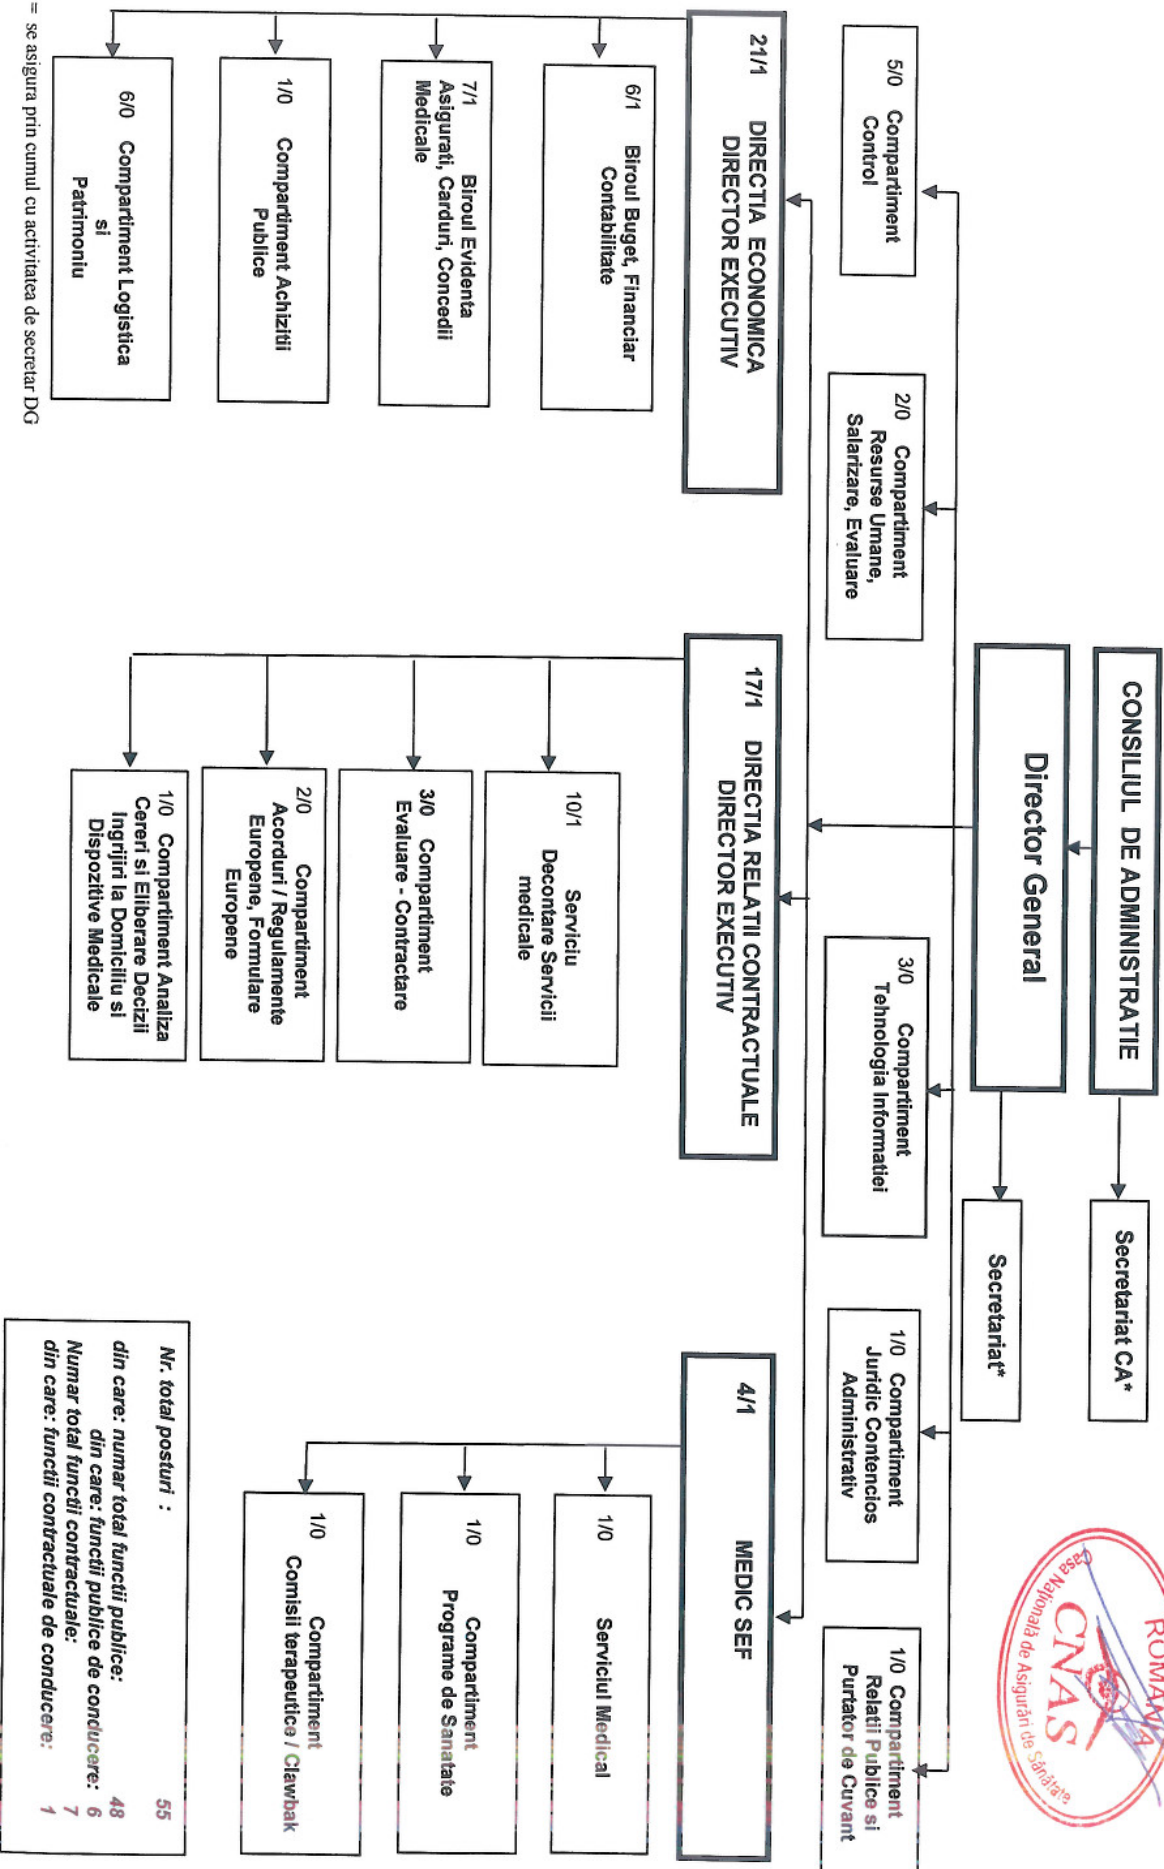 CONSILIUL DE ADMINISTRATIE
Secretariat CA*
Director General
Secretariat*
ROMANIA
CNAS
Casa Naţională de Asigurări de Sănătate
5/0 Compartiment
Control
2/0 Compartiment
Resurse Umane,
Salarizare, Evaluare
3/0 Compartiment
Tehnologia Informatiei
1/0 Compartiment
Juridic Contencios
Administrativ
1/0 Compartiment
Relatii Publice si
Purtator de Cuvant
21/1 DIRECTIA ECONOMICA
DIRECTOR EXECUTIV
6/1 Biroul Buget, Financiar
Contabilitate
7/1 Biroul Evidenta
Asigurati, Carduri, Concedii
Medicale
1/0 Compartiment Achizitii
Publice
6/0 Compartiment Logistica
si
Patrimoniu
17/1 DIRECTIA RELATII CONTRACTUALE
DIRECTOR EXECUTIV
10/1 Serviciu
Decontare Servicii
medicale
3/0 Compartiment
Evaluare - Contractare
2/0 Compartiment
Acorduri / Regulamente
Europene, Formulare
Europene
1/0 Compartiment Analiza
Cereri si Eliberare Decizii
Ingrijiri la Domiciliu si
Dispozitive Medicale
4/1 MEDIC SEF
1/0 Serviciul Medical
1/0 Compartiment
Programe de Sanatate
1/0 Compartiment
Comisii terapeutice / Clawbak
Nr. total posturi : 55
din care: numar total functii publice: 48
din care: functii publice de conducere: 6
Numar total functii contractuale: 7
din care: functii contractuale de conducere: 1
= se asigura prin cumul cu activitatea de secretar DG